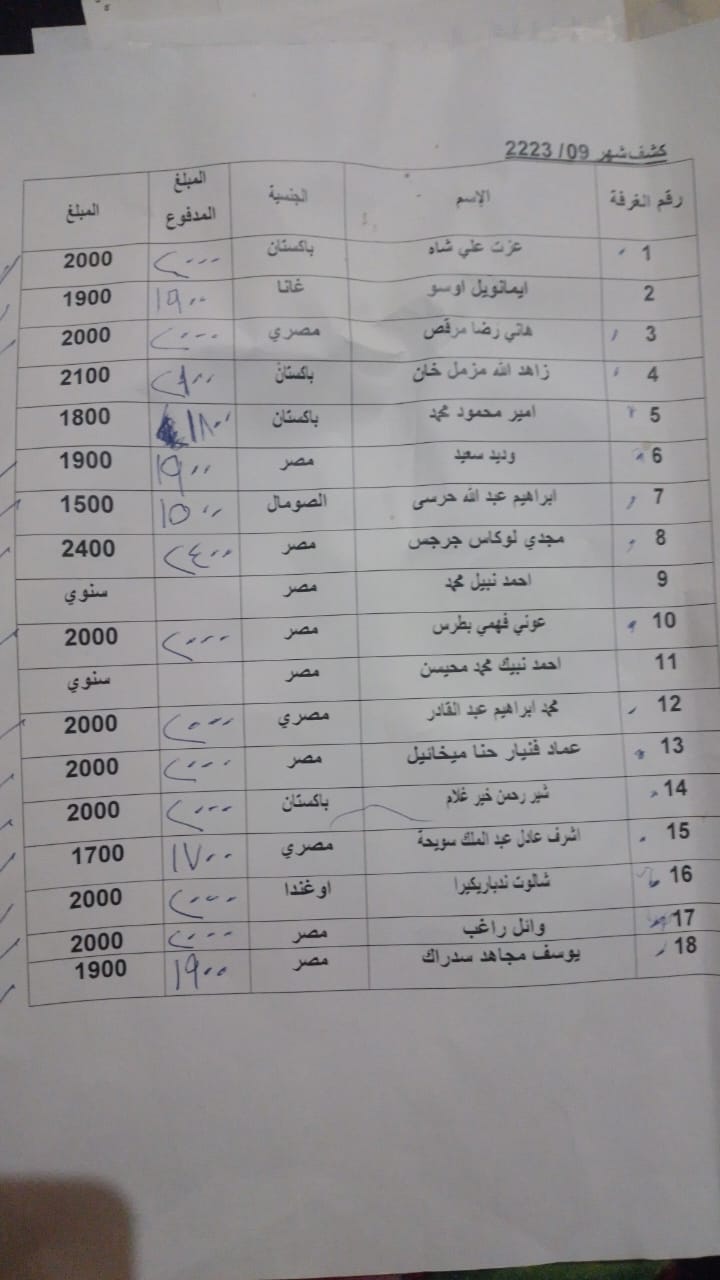 كشف شهر 09/ 2223
رقم الغرفة الإسم الجنسية المبلغ المدفوع المبلغ
1 عزت علي شاه باكستان ٢٠٠٠ 2000
2 ايمانويل اوسو غانا ١٩٠٠ 1900
3 هاني رضا مرقص مصري ٢٠٠٠ 2000
4 زاهد الله مزمل خان باكستان ٢١٠٠ 2100
5 امير محمود محمد باكستان ١٨٠٠ 1800
6 وديد سعيد مصر ١٩٠٠ 1900
7 ابراهيم عبد الله حرسى الصومال ١٥٠٠ 1500
8 مجدي لوكاس جرجس مصر ٢٤٠٠ 2400
9 احمد نبيل محمد مصر سنوي
10 عوني فهمي بطرس مصر ٢٠٠٠ 2000
11 احمد نبيك محمد محيسن مصر سنوي
12 محمد ابراهيم عبد القادر مصري ٢٠٠٠ 2000
13 عماد فنيار حنا ميخائيل مصر ٢٠٠٠ 2000
14 شير رحمن خير غلام باكستان ٢٠٠٠ 2000
15 اشرف عادل عبد الملك سويحة مصري ١٧٠٠ 1700
16 شالوت ندباريكيرا اوغندا ٢٠٠٠ 2000
17 وائل راغب مصر ٢٠٠٠ 2000
18 يوسف مجاهد سدراك مصر ١٩٠٠ 1900